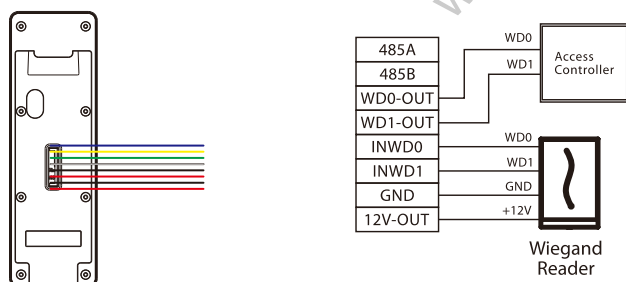 485A
485B
WD0-OUT
WD1-OUT
INWD0
INWD1
GND
12V-OUT
WD0
WD1
Access
Controller
WD0
WD1
GND
+12V
Wiegand
Reader